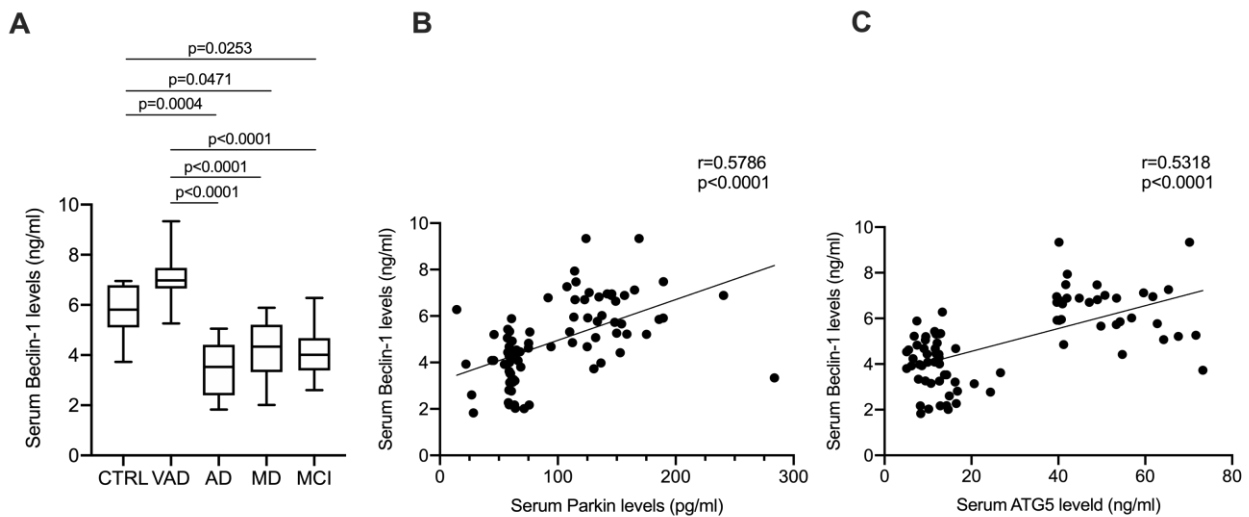 A
p=0.0253
p=0.0471
p=0.0004
p<0.0001
p<0.0001
p<0.0001
Serum Beclin-1 levels (ng/ml)
10
8
6
4
2
0
CTRL VAD AD MD MCI
B
r=0.5786
p<0.0001
Serum Beclin-1 levels (ng/ml)
10
8
6
4
2
0
0 100 200 300
Serum Parkin levels (pg/ml)
C
r=0.5318
p<0.0001
Serum Beclin-1 levels (ng/ml)
10
8
6
4
2
0
0 20 40 60 80
Serum ATG5 leveld (ng/ml)